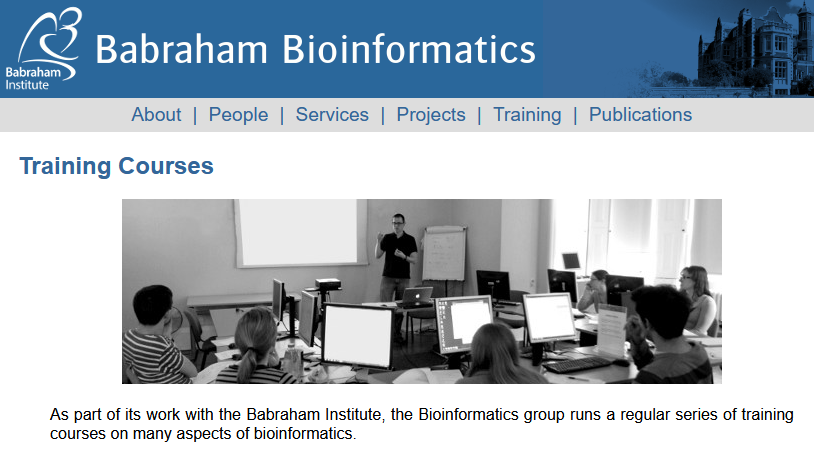 Babraham
Institute
Babraham Bioinformatics
About | People | Services | Projects | Training | Publications
Training Courses
As part of its work with the Babraham Institute, the Bioinformatics group runs a regular series of training
courses on many aspects of bioinformatics.